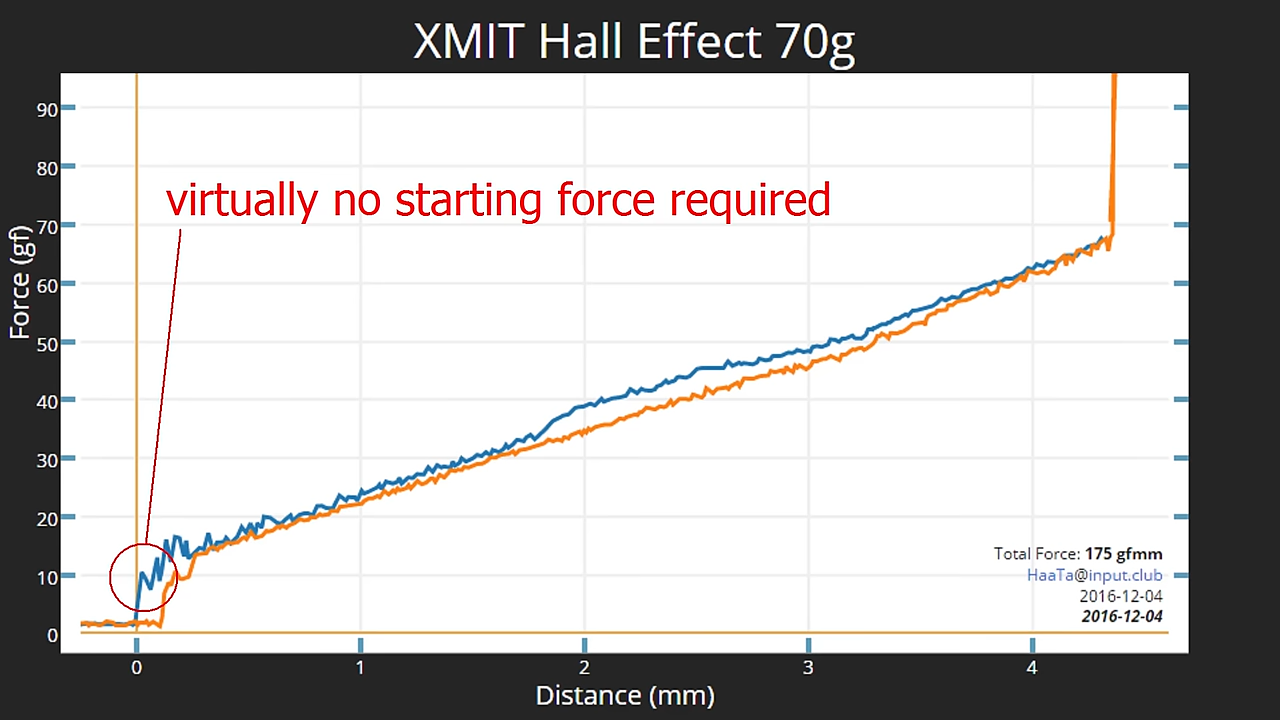 XMIT Hall Effect 70g
virtually no starting force required
Force (gf)
90
80
70
60
50
40
30
20
10
0
Total Force: 175 gfmm
HaaTa@input.club
2016-12-04
2016-12-04
0 1 2 3 4
Distance (mm)